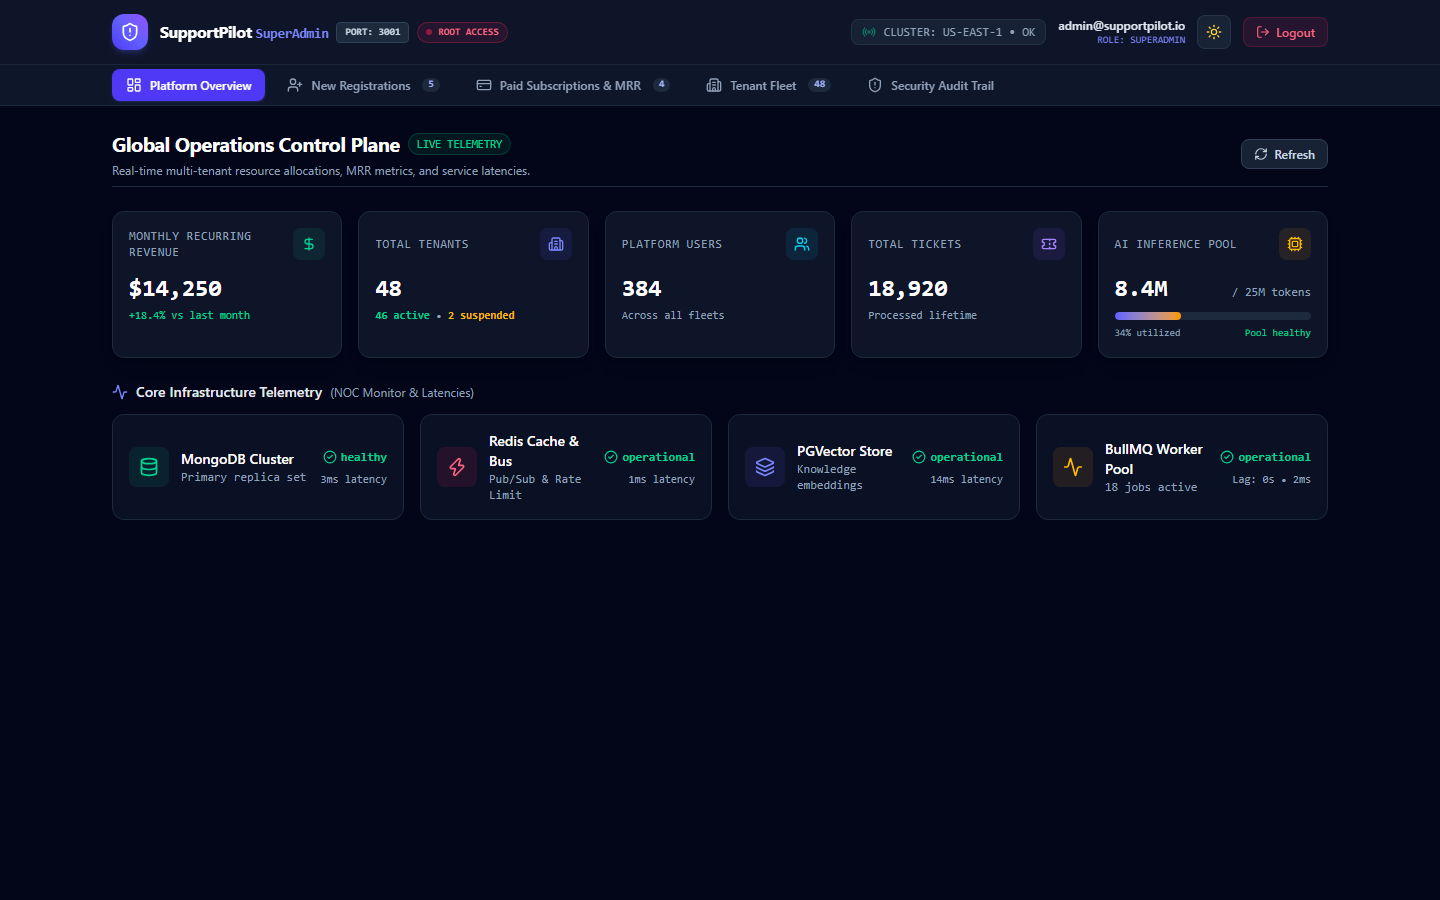 SupportPilot SuperAdmin PORT: 3001 ROOT ACCESS
CLUSTER: US-EAST-1 • OK
admin@supportpilot.io
ROLE: SUPERADMIN
Logout
Platform Overview
New Registrations 5
Paid Subscriptions & MRR 4
Tenant Fleet 48
Security Audit Trail
Global Operations Control Plane LIVE TELEMETRY
Real-time multi-tenant resource allocations, MRR metrics, and service latencies.
Refresh
MONTHLY RECURRING
REVENUE
$14,250
+18.4% vs last month
TOTAL TENANTS
48
46 active • 2 suspended
PLATFORM USERS
384
Across all fleets
TOTAL TICKETS
18,920
Processed lifetime
AI INFERENCE POOL
8.4M / 25M tokens
34% utilized Pool healthy
Core Infrastructure Telemetry (NOC Monitor & Latencies)
MongoDB Cluster
Primary replica set
healthy
3ms latency
Redis Cache &
Bus
Pub/Sub & Rate
Limit
operational
1ms latency
PGVector Store
Knowledge
embeddings
operational
14ms latency
BullMQ Worker
Pool
18 jobs active
operational
Lag: 0s • 2ms